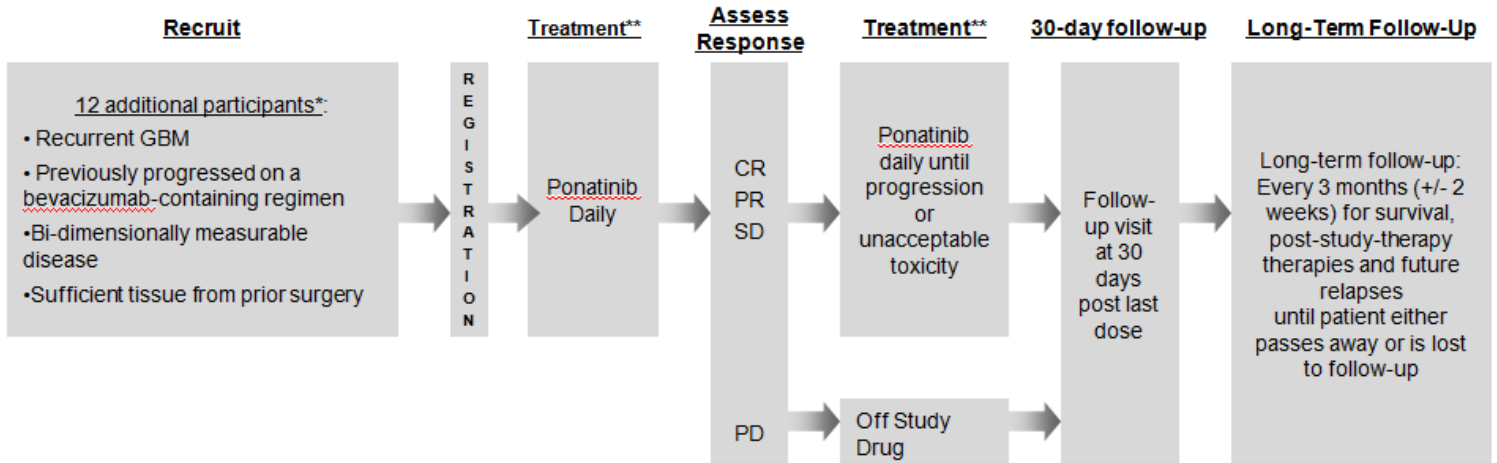 Recruit
12 additional participants*:
• Recurrent GBM
• Previously progressed on a
bevacizumab-containing regimen
•Bi-dimensionally measurable
disease
•Sufficient tissue from prior surgery
REGISTRATION
Treatment**
Ponatinib
Daily
Assess
Response
CR
PR
SD
PD
Treatment**
Ponatinib
daily until
progression
or
unacceptable
toxicity
Off Study
Drug
30-day follow-up
Follow-
up visit
at 30
days
post last
dose
Long-Term Follow-Up
Long-term follow-up:
Every 3 months (+/- 2
weeks) for survival,
post-study-therapy
therapies and future
relapses
until patient either
passes away or is lost
to follow-up